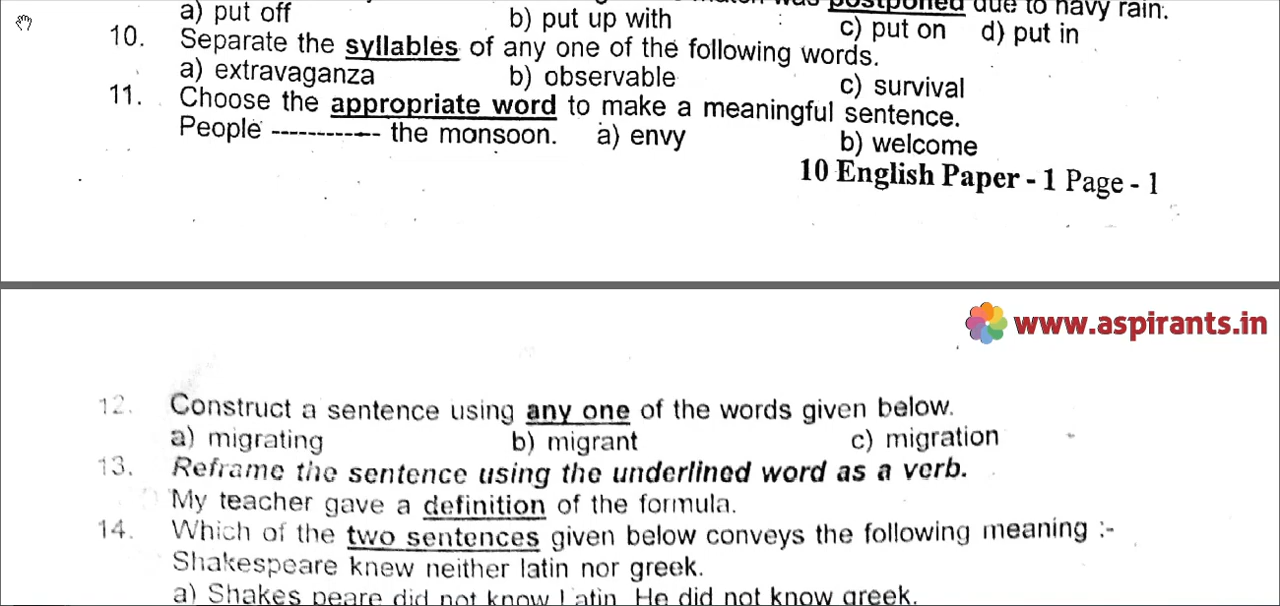 postponed due to havy rain.
a) put off b) put up with c) put on d) put in
10. Separate the syllables of any one of the following words.
a) extravaganza b) observable c) survival
11. Choose the appropriate word to make a meaningful sentence.
People ------------ the monsoon. a) envy b) welcome
10 English Paper - 1 Page - 1
www.aspirants.in
12. Construct a sentence using any one of the words given below.
a) migrating b) migrant c) migration
13. Reframe the sentence using the underlined word as a verb.
My teacher gave a definition of the formula.
14. Which of the two sentences given below conveys the following meaning :-
Shakespeare knew neither latin nor greek.
a) Shakes peare did not know Latin. He did not know greek.